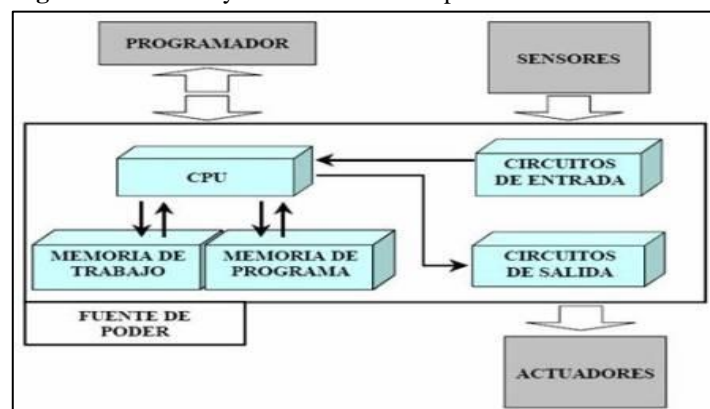 PROGRAMADOR
SENSORES
CPU
CIRCUITOS
DE ENTRADA
MEMORIA DE
TRABAJO
MEMORIA DE
PROGRAMA
CIRCUITOS
DE SALIDA
FUENTE DE
PODER
ACTUADORES